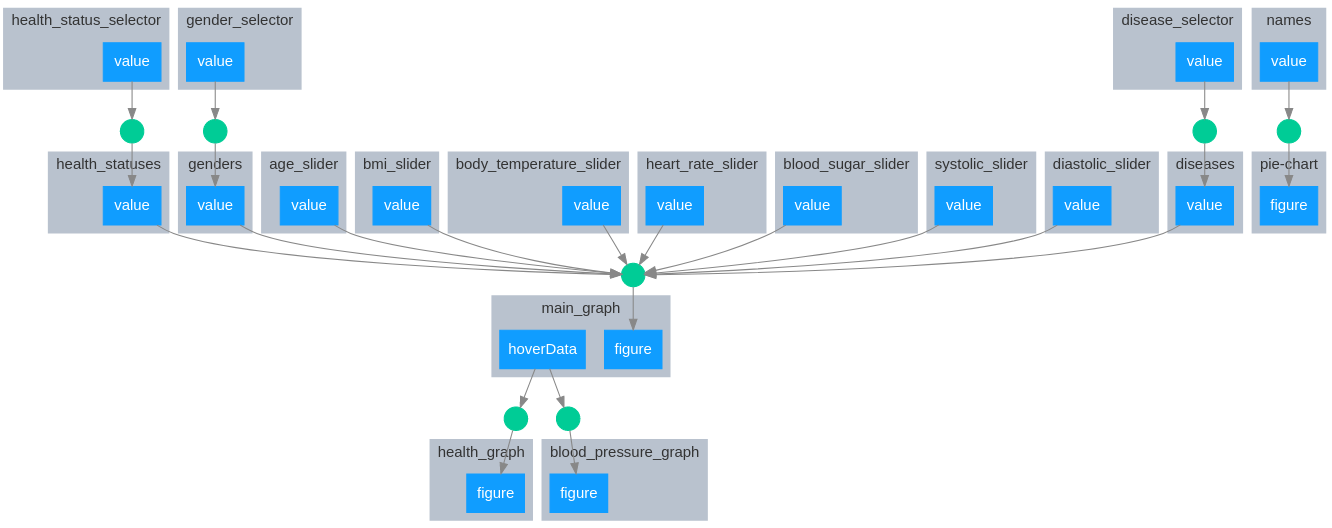 health_status_selector
gender_selector
disease_selector
names
value
value
value
value
health_statuses
genders
age_slider
bmi_slider
body_temperature_slider
heart_rate_slider
blood_sugar_slider
systolic_slider
diastolic_slider
diseases
pie-chart
value
value
value
value
value
value
value
value
value
value
figure
main_graph
hoverData
figure
health_graph
blood_pressure_graph
figure
figure